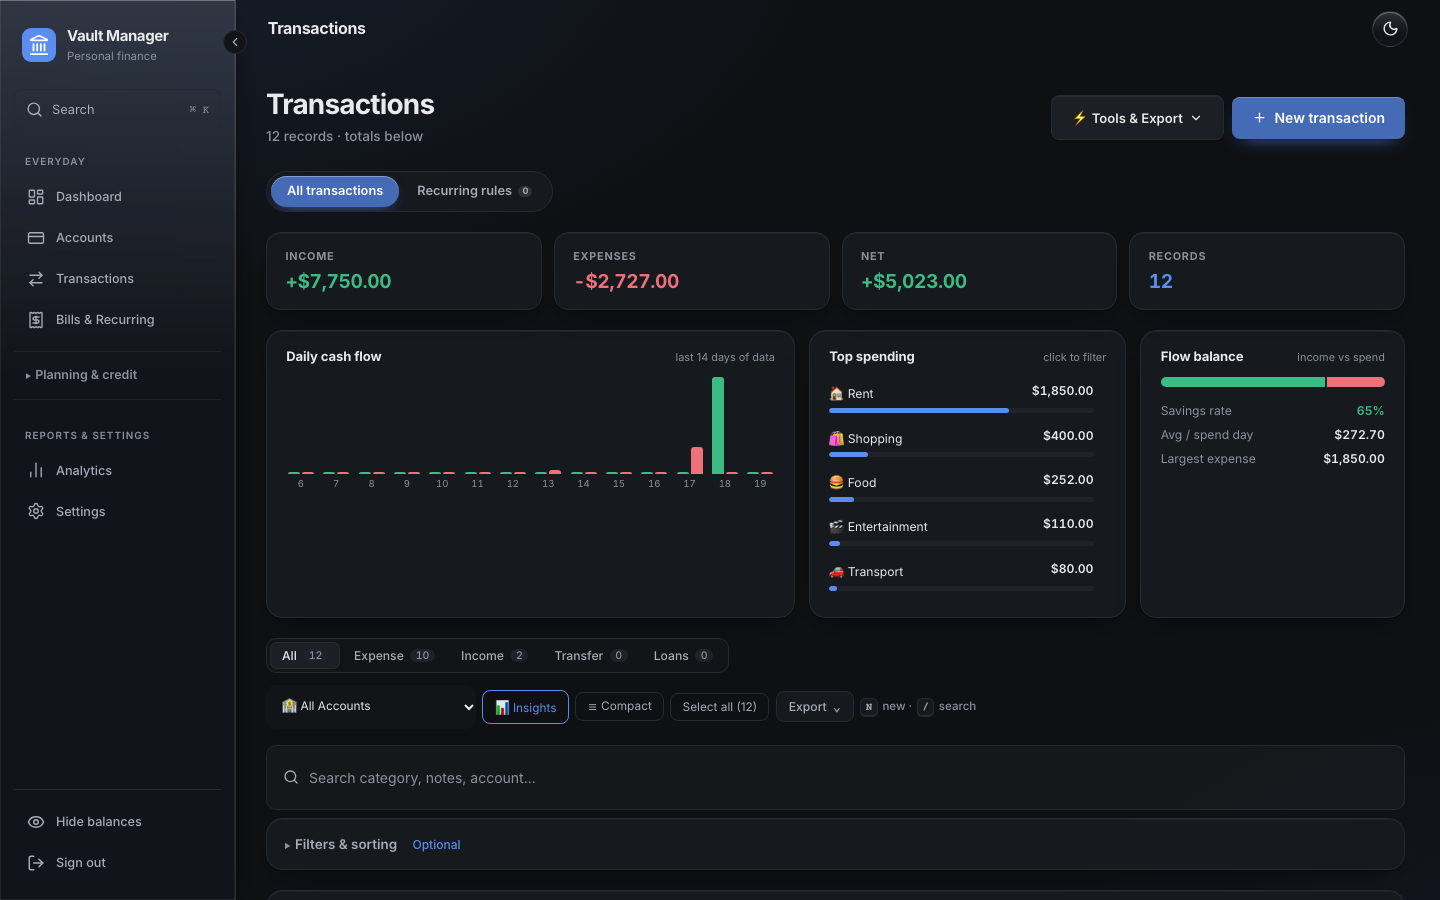 Vault Manager
Personal finance
Search ⌘ K
EVERYDAY
Dashboard
Accounts
Transactions
Bills & Recurring
▸ Planning & credit
REPORTS & SETTINGS
Analytics
Settings
Hide balances
Sign out
Transactions
Transactions
12 records · totals below
⚡ Tools & Export
+ New transaction
All transactions
Recurring rules 0
INCOME
+$7,750.00
EXPENSES
-$2,727.00
NET
+$5,023.00
RECORDS
12
Daily cash flow last 14 days of data
6 7 8 9 10 11 12 13 14 15 16 17 18 19
Top spending click to filter
🏠 Rent $1,850.00
🛍️ Shopping $400.00
🍔 Food $252.00
🎬 Entertainment $110.00
🚗 Transport $80.00
Flow balance income vs spend
Savings rate 65%
Avg / spend day $272.70
Largest expense $1,850.00
All 12 Expense 10 Income 2 Transfer 0 Loans 0
🏦 All Accounts 📊 Insights ≡ Compact Select all (12) Export ⌄ N new · / search
Search category, notes, account...
▸ Filters & sorting Optional